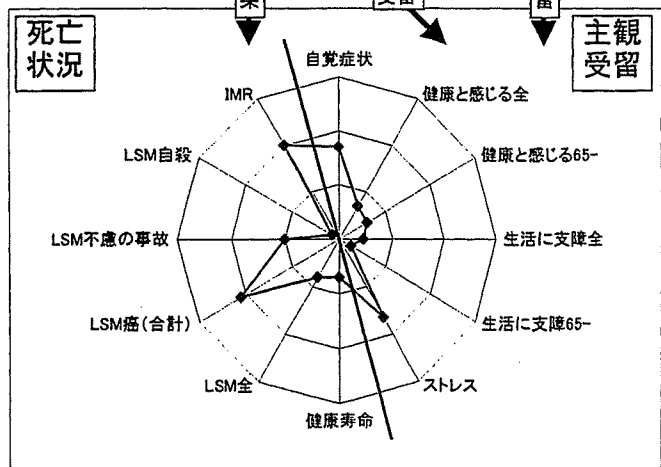 受留
死亡
状況
主観
受留
自覚症状
IMR
健康と感じる全
LSM自殺
健康と感じる65-
LSM不慮の事故
生活に支障全
LSM癌(合計)
生活に支障65-
LSM全
ストレス
健康寿命